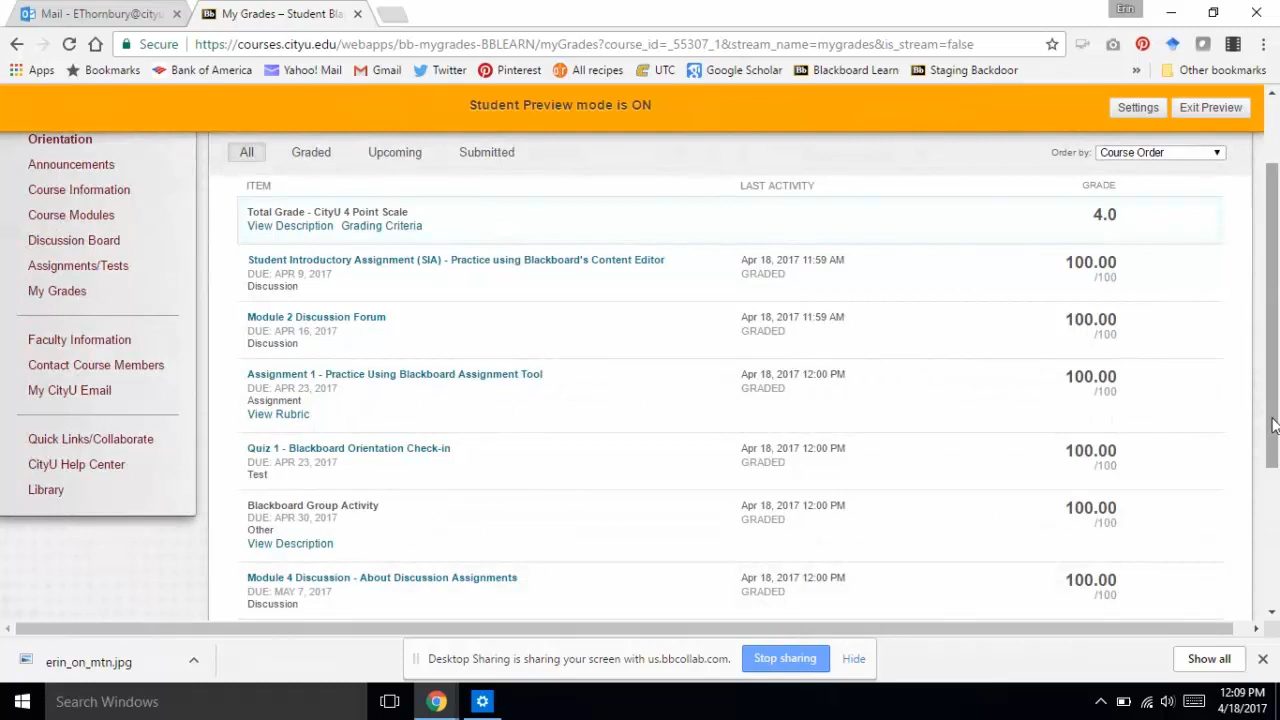 Mail - EThornbury@cityu
My Grades – Student Bla
Erin
Secure
https://courses.cityu.edu/webapps/bb-mygrades-BBLEARN/myGrades?course_id=_55307_1&stream_name=mygrades&is_stream=false
Apps
Bookmarks
Bank of America
Yahoo! Mail
Gmail
Twitter
Pinterest
All recipes
UTC
Google Scholar
Blackboard Learn
Staging Backdoor
»
Other bookmarks
Student Preview mode is ON
Settings
Exit Preview
Orientation
Announcements
Course Information
Course Modules
Discussion Board
Assignments/Tests
My Grades
Faculty Information
Contact Course Members
My CityU Email
Quick Links/Collaborate
CityU Help Center
Library
All
Graded
Upcoming
Submitted
Order by:
Course Order
ITEM
LAST ACTIVITY
GRADE
Total Grade - CityU 4 Point Scale
4.0
View Description Grading Criteria
Student Introductory Assignment (SIA) - Practice using Blackboard's Content Editor
Apr 18, 2017 11:59 AM
100.00
DUE: APR 9, 2017
GRADED
/100
Discussion
Module 2 Discussion Forum
Apr 18, 2017 11:59 AM
100.00
DUE: APR 16, 2017
GRADED
/100
Discussion
Assignment 1 - Practice Using Blackboard Assignment Tool
Apr 18, 2017 12:00 PM
100.00
DUE: APR 23, 2017
GRADED
/100
Assignment
View Rubric
Quiz 1 - Blackboard Orientation Check-in
Apr 18, 2017 12:00 PM
100.00
DUE: APR 23, 2017
GRADED
/100
Test
Blackboard Group Activity
Apr 18, 2017 12:00 PM
100.00
DUE: APR 30, 2017
GRADED
/100
Other
View Description
Module 4 Discussion - About Discussion Assignments
Apr 18, 2017 12:00 PM
100.00
DUE: MAY 7, 2017
GRADED
/100
Discussion
erin_on_mtn.jpg
Desktop Sharing is sharing your screen with us.bbcollab.com.
Stop sharing
Hide
Show all
Search Windows
12:09 PM
4/18/2017